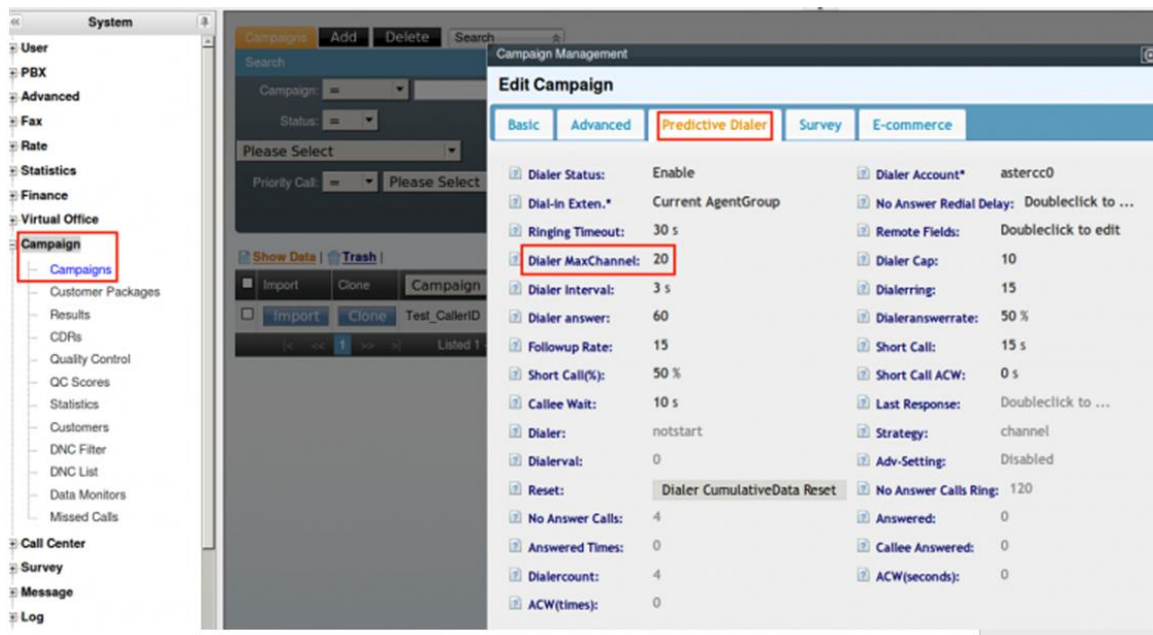 System
User
PBX
Advanced
Fax
Rate
Statistics
Finance
Virtual Office
Campaign
Campaigns
Customer Packages
Results
CDRs
Quality Control
QC Scores
Statistics
Customers
DNC Filter
DNC List
Data Monitors
Missed Calls
Call Center
Survey
Message
Log
Campaigns Add Delete Search
Search
Campaign: =
Status: =
Please Select
Priority Call: = Please Select
Show Data | Trash |
Import Clone Campaign
Import Clone Test_CallerID
|< << 1 >> >| Listed 1
Campaign Management
Edit Campaign
Basic Advanced Predictive Dialer Survey E-commerce
Dialer Status: Enable Dialer Account* astercc0
Dial-in Exten.* Current AgentGroup No Answer Redial Delay: Doubleclick to ...
Ringing Timeout: 30 s Remote Fields: Doubleclick to edit
Dialer MaxChannel: 20 Dialer Cap: 10
Dialer Interval: 3 s Dialerring: 15
Dialer answer: 60 Dialeranswerrate: 50 %
Followup Rate: 15 Short Call: 15 s
Short Call(%): 50 % Short Call ACW: 0 s
Callee Wait: 10 s Last Response: Doubleclick to ...
Dialer: notstart Strategy: channel
Dialerval: 0 Adv-Setting: Disabled
Reset: Dialer CumulativeData Reset No Answer Calls Ring: 120
No Answer Calls: 4 Answered: 0
Answered Times: 0 Callee Answered: 0
Dialercount: 4 ACW(seconds): 0
ACW(times): 0